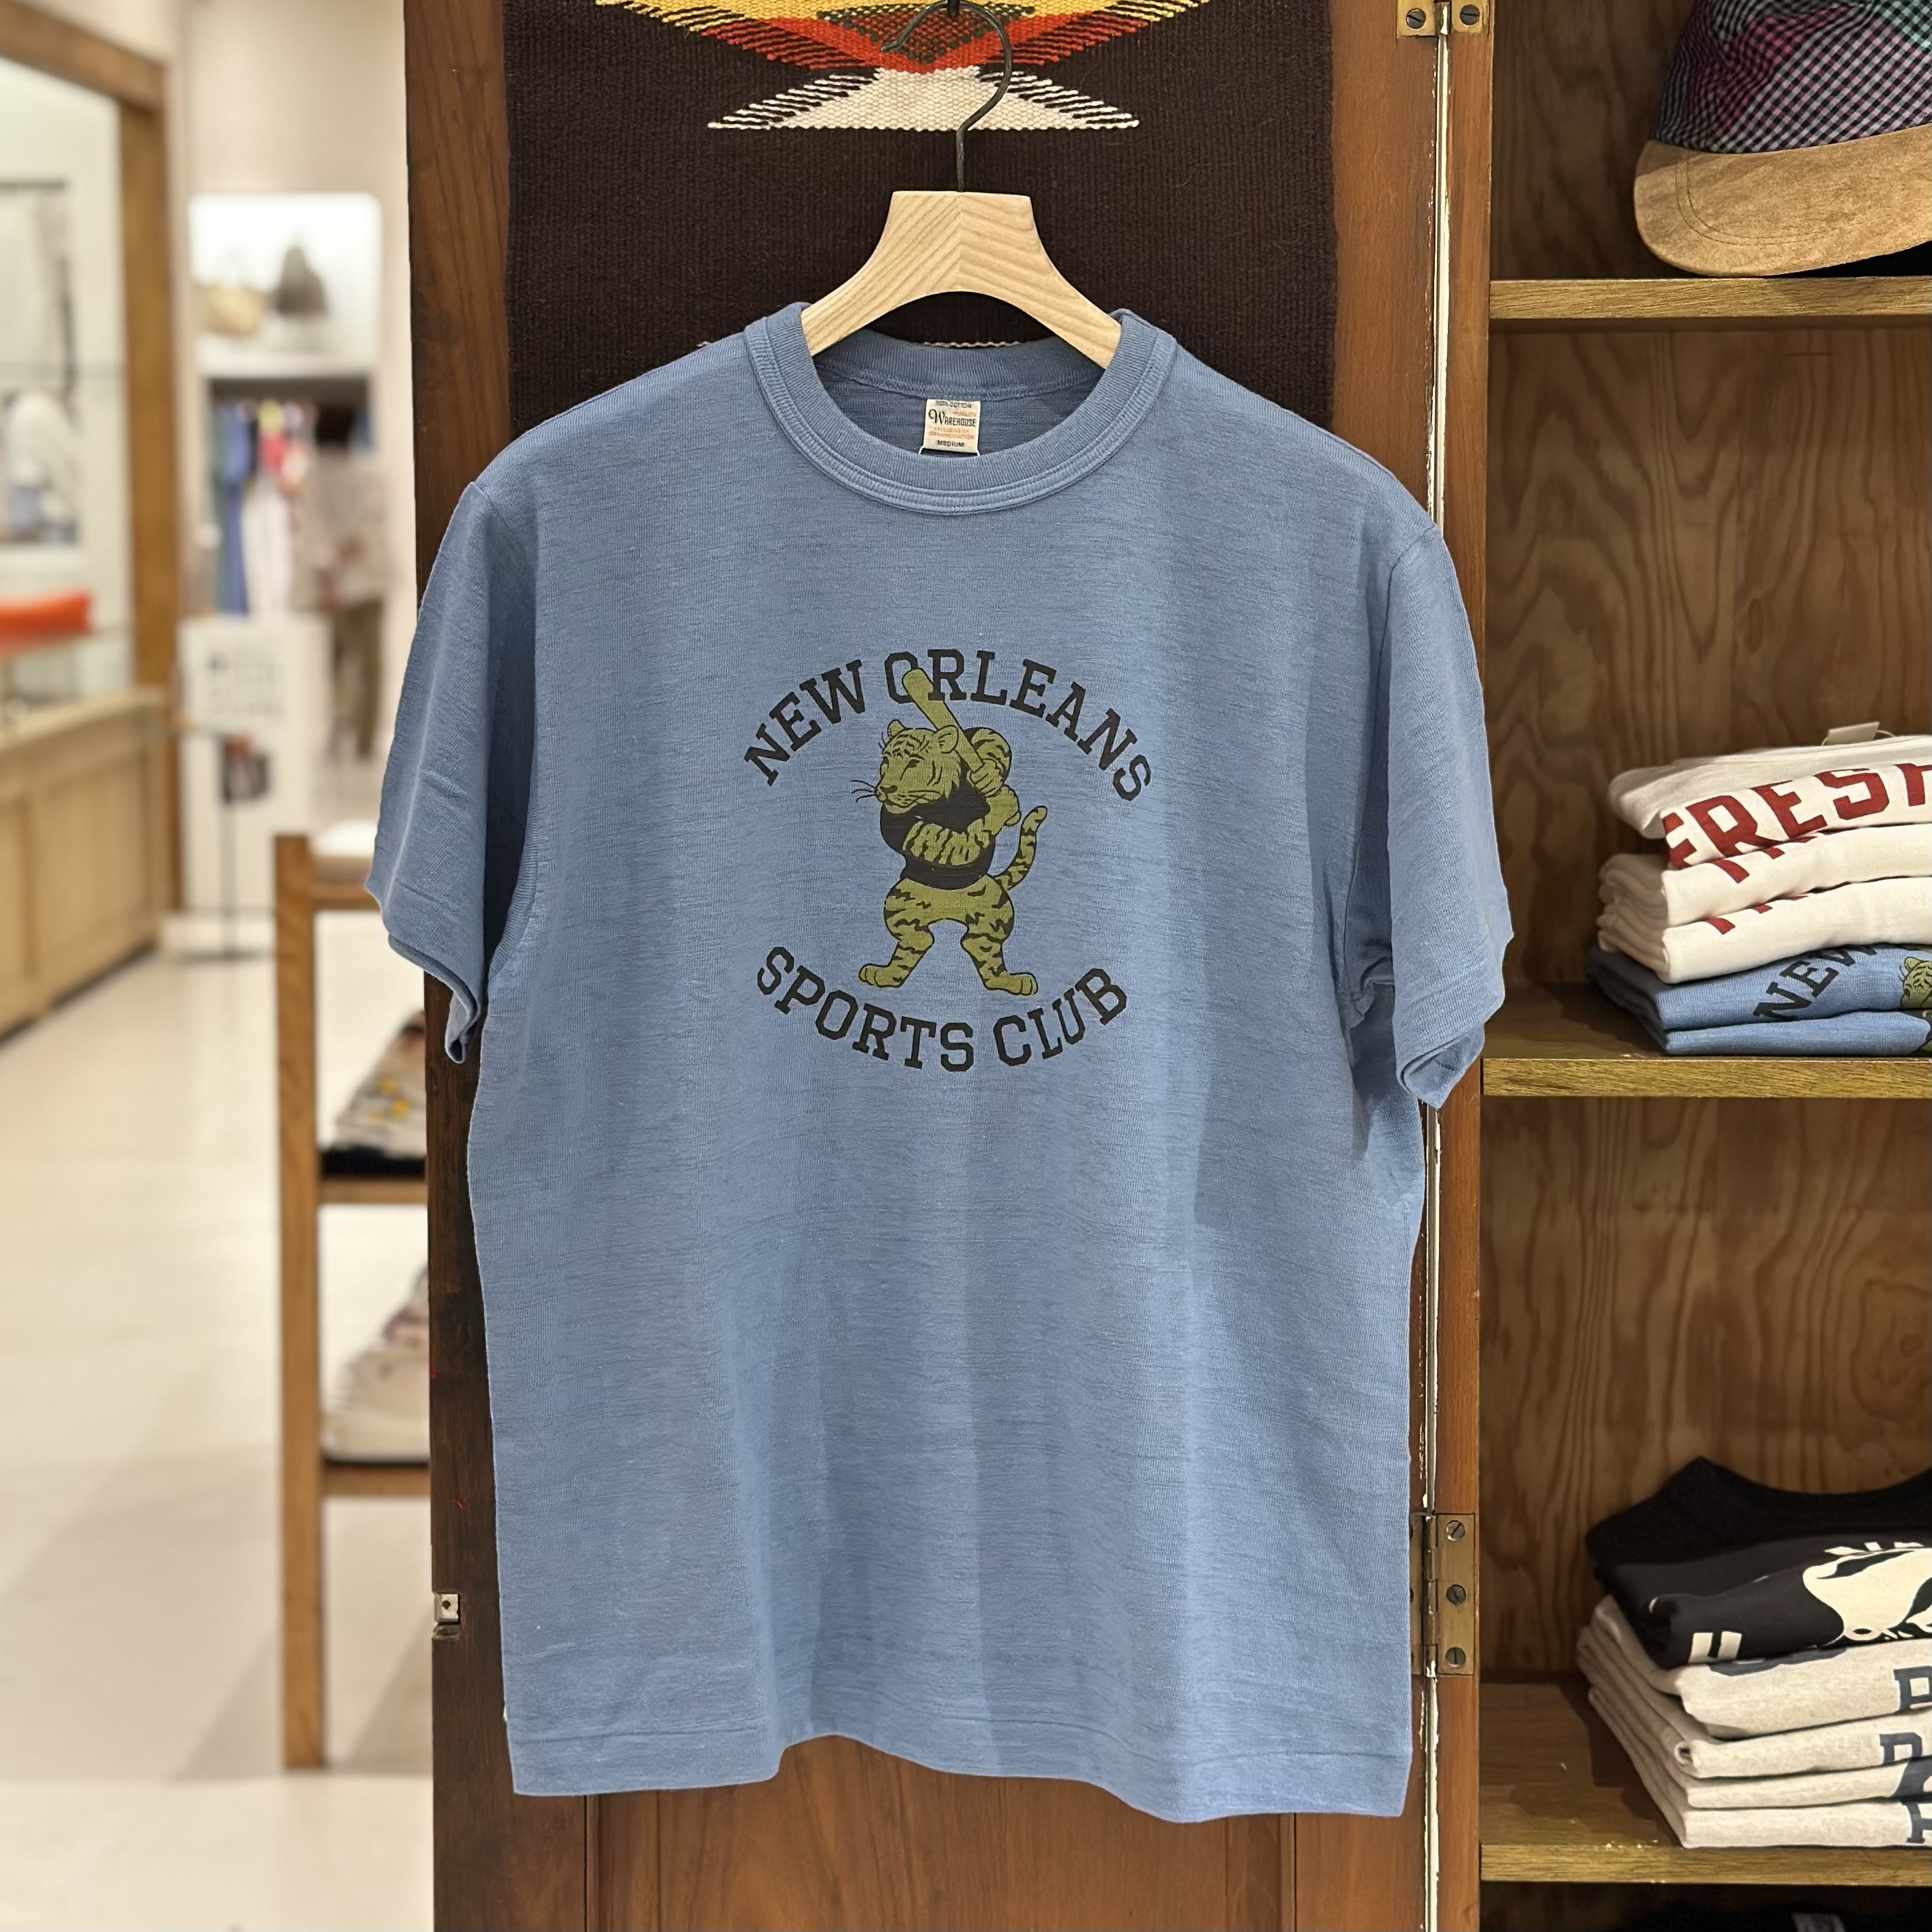 100% COTTON
WAREHOUSE
MEDIUM
NEW ORLEANS
SPORTS CLUB
FRESH
NEW